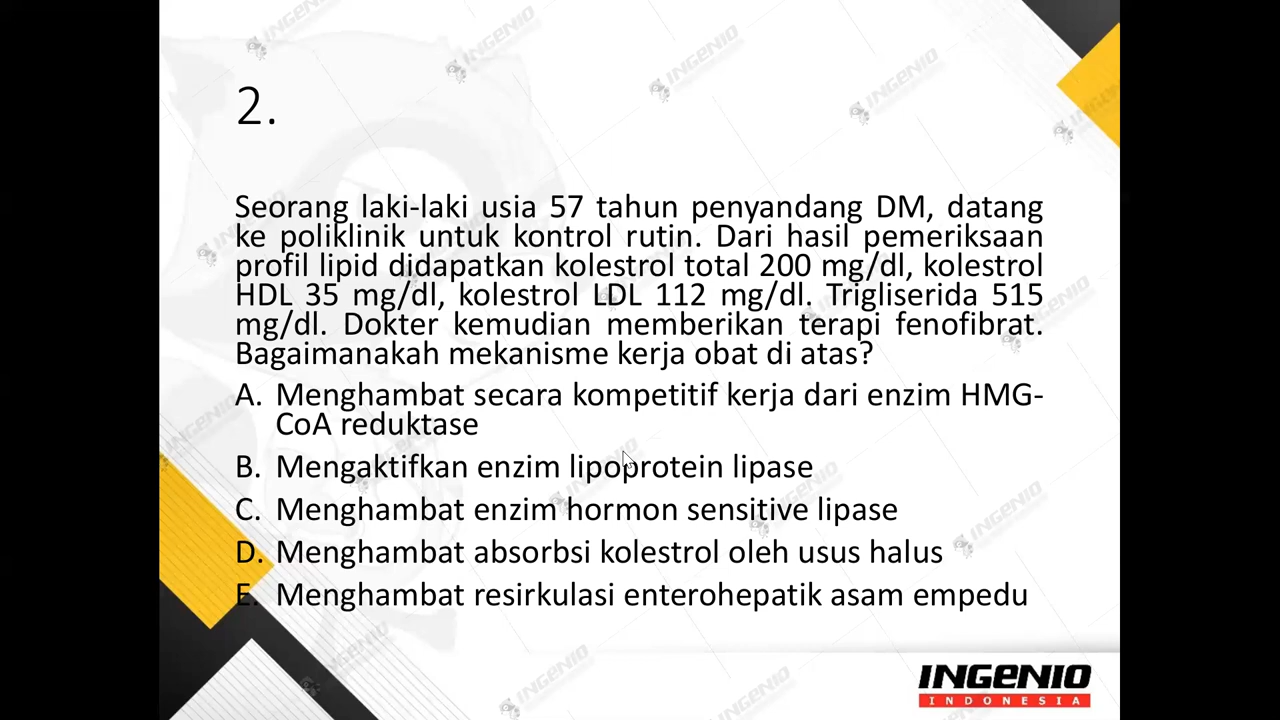 2.
Seorang laki-laki usia 57 tahun penyandang DM, datang
ke poliklinik untuk kontrol rutin. Dari hasil pemeriksaan
profil lipid didapatkan kolestrol total 200 mg/dl, kolestrol
HDL 35 mg/dl, kolestrol LDL 112 mg/dl. Trigliserida 515
mg/dl. Dokter kemudian memberikan terapi fenofibrat.
Bagaimanakah mekanisme kerja obat di atas?
A. Menghambat secara kompetitif kerja dari enzim HMG-
CoA reduktase
B. Mengaktifkan enzim lipoprotein lipase
C. Menghambat enzim hormon sensitive lipase
D. Menghambat absorbsi kolestrol oleh usus halus
E. Menghambat resirkulasi enterohepatik asam empedu
INGENIO
INDONESIA